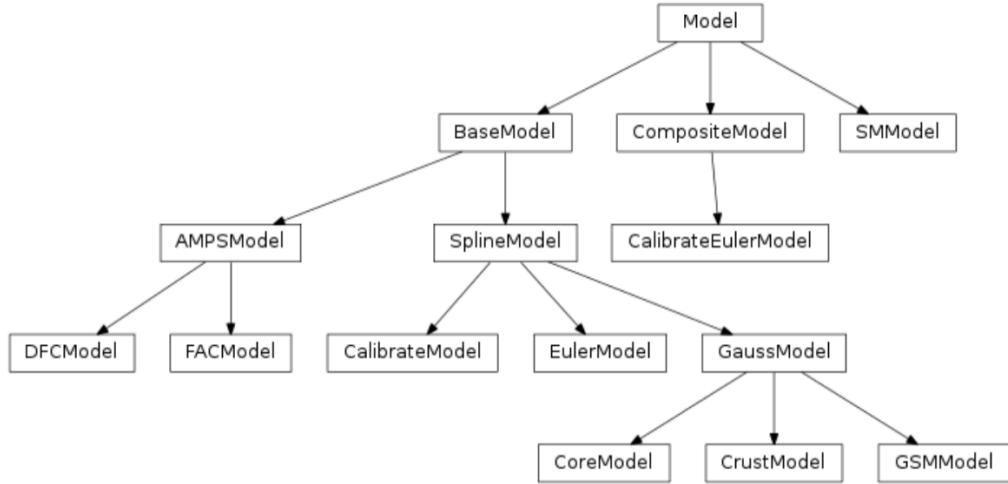 Model
BaseModel
CompositeModel
SMModel
AMPSModel
SplineModel
CalibrateEulerModel
DFCModel
FACModel
CalibrateModel
EulerModel
GaussModel
CoreModel
CrustModel
GSMModel